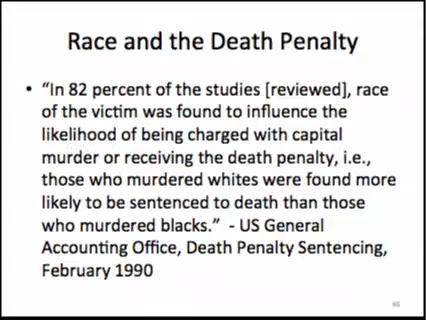 Race and the Death Penalty
• “In 82 percent of the studies [reviewed], race
of the victim was found to influence the
likelihood of being charged with capital
murder or receiving the death penalty, i.e.,
those who murdered whites were found more
likely to be sentenced to death than those
who murdered blacks.” - US General
Accounting Office, Death Penalty Sentencing,
February 1990